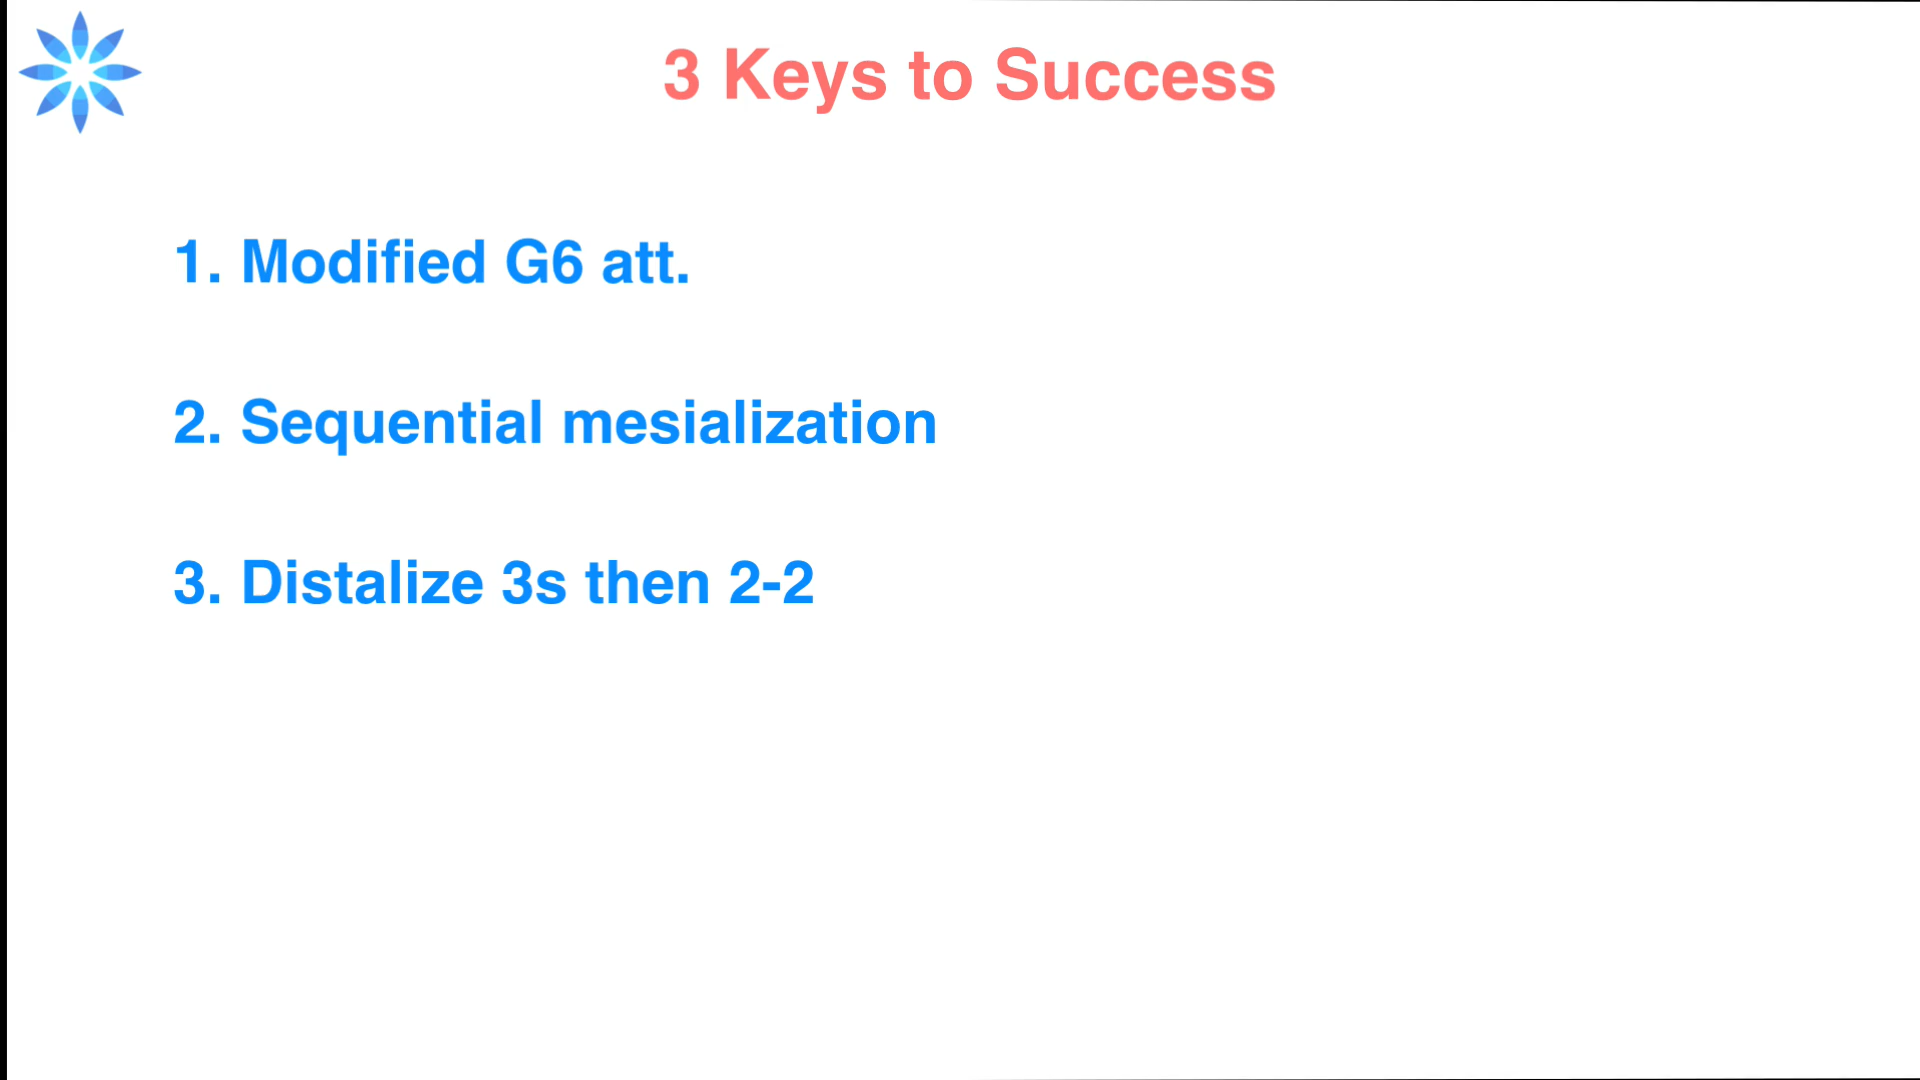 3 Keys to Success
1. Modified G6 att.
2. Sequential mesialization
3. Distalize 3s then 2-2